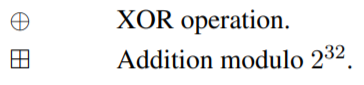 ⊕ XOR operation.
⊞ Addition modulo 2³².